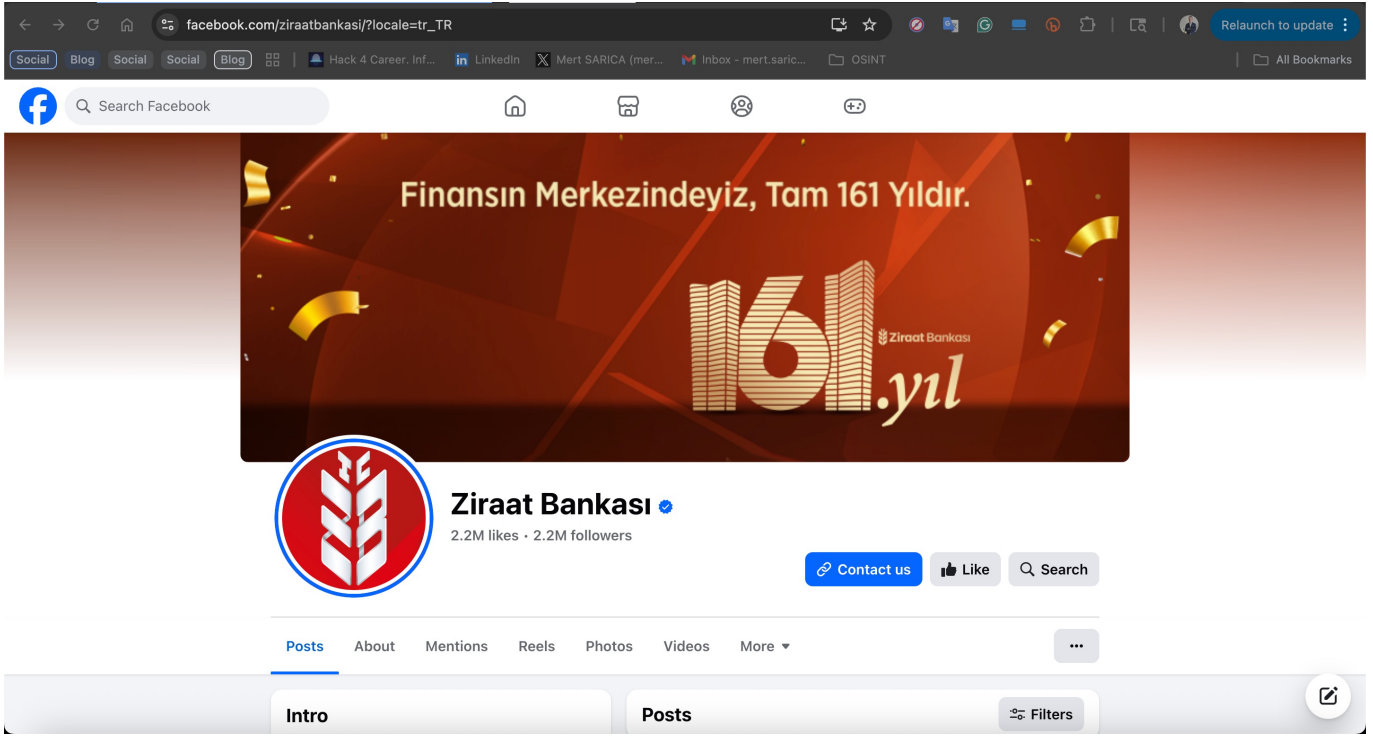 facebook.com/ziraatbankasi/?locale=tr_TR
Relaunch to update
Social Blog Social Social Blog Hack 4 Career. Inf... LinkedIn Mert SARICA (mer... Inbox - mert.saric... OSINT All Bookmarks
Search Facebook
Finansın Merkezindeyiz, Tam 161 Yıldır.
161
Ziraat Bankası
.yıl
TC
Ziraat Bankası
2.2M likes · 2.2M followers
Contact us Like Search
Posts About Mentions Reels Photos Videos More
Intro
Posts Filters